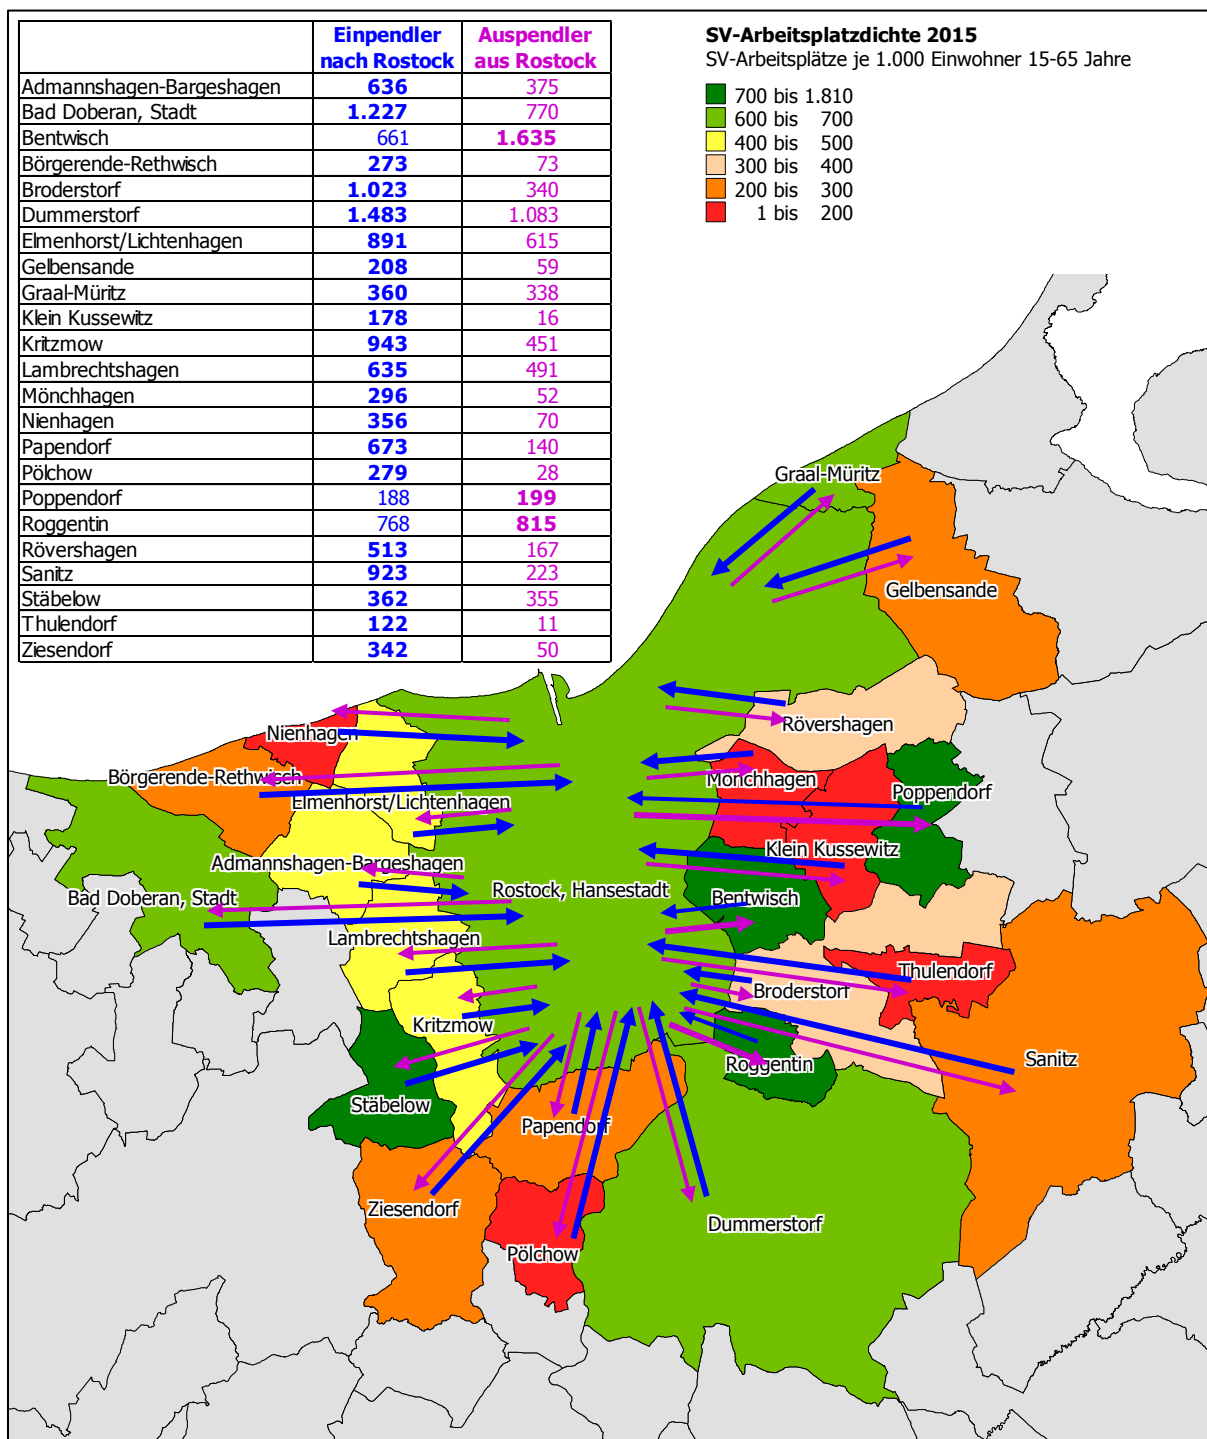 Einpendler nach Rostock Auspendler aus Rostock
Admannshagen-Bargeshagen 636 375
Bad Doberan, Stadt 1.227 770
Bentwisch 661 1.635
Börgerende-Rethwisch 273 73
Broderstorf 1.023 340
Dummerstorf 1.483 1.083
Elmenhorst/Lichtenhagen 891 615
Gelbensande 208 59
Graal-Müritz 360 338
Klein Kussewitz 178 16
Kritzmow 943 451
Lambrechtshagen 635 491
Mönchhagen 296 52
Nienhagen 356 70
Papendorf 673 140
Pölchow 279 28
Poppendorf 188 199
Roggentin 768 815
Rövershagen 513 167
Sanitz 923 223
Stäbelow 362 355
Thulendorf 122 11
Ziesendorf 342 50
SV-Arbeitsplatzdichte 2015
SV-Arbeitsplätze je 1.000 Einwohner 15-65 Jahre
700 bis 1.810
600 bis 700
400 bis 500
300 bis 400
200 bis 300
1 bis 200
Graal-Müritz
Gelbensande
Rövershagen
Nienhagen
Börgerende-Rethwisch
Mönchhagen
Poppendorf
Elmenhorst/Lichtenhagen
Klein Kussewitz
Admannshagen-Bargeshagen
Rostock, Hansestadt
Bad Doberan, Stadt
Bentwisch
Lambrechtshagen
Thulendorf
Broderstorf
Kritzmow
Sanitz
Roggentin
Stäbelow
Papendorf
Ziesendorf
Dummerstorf
Pölchow